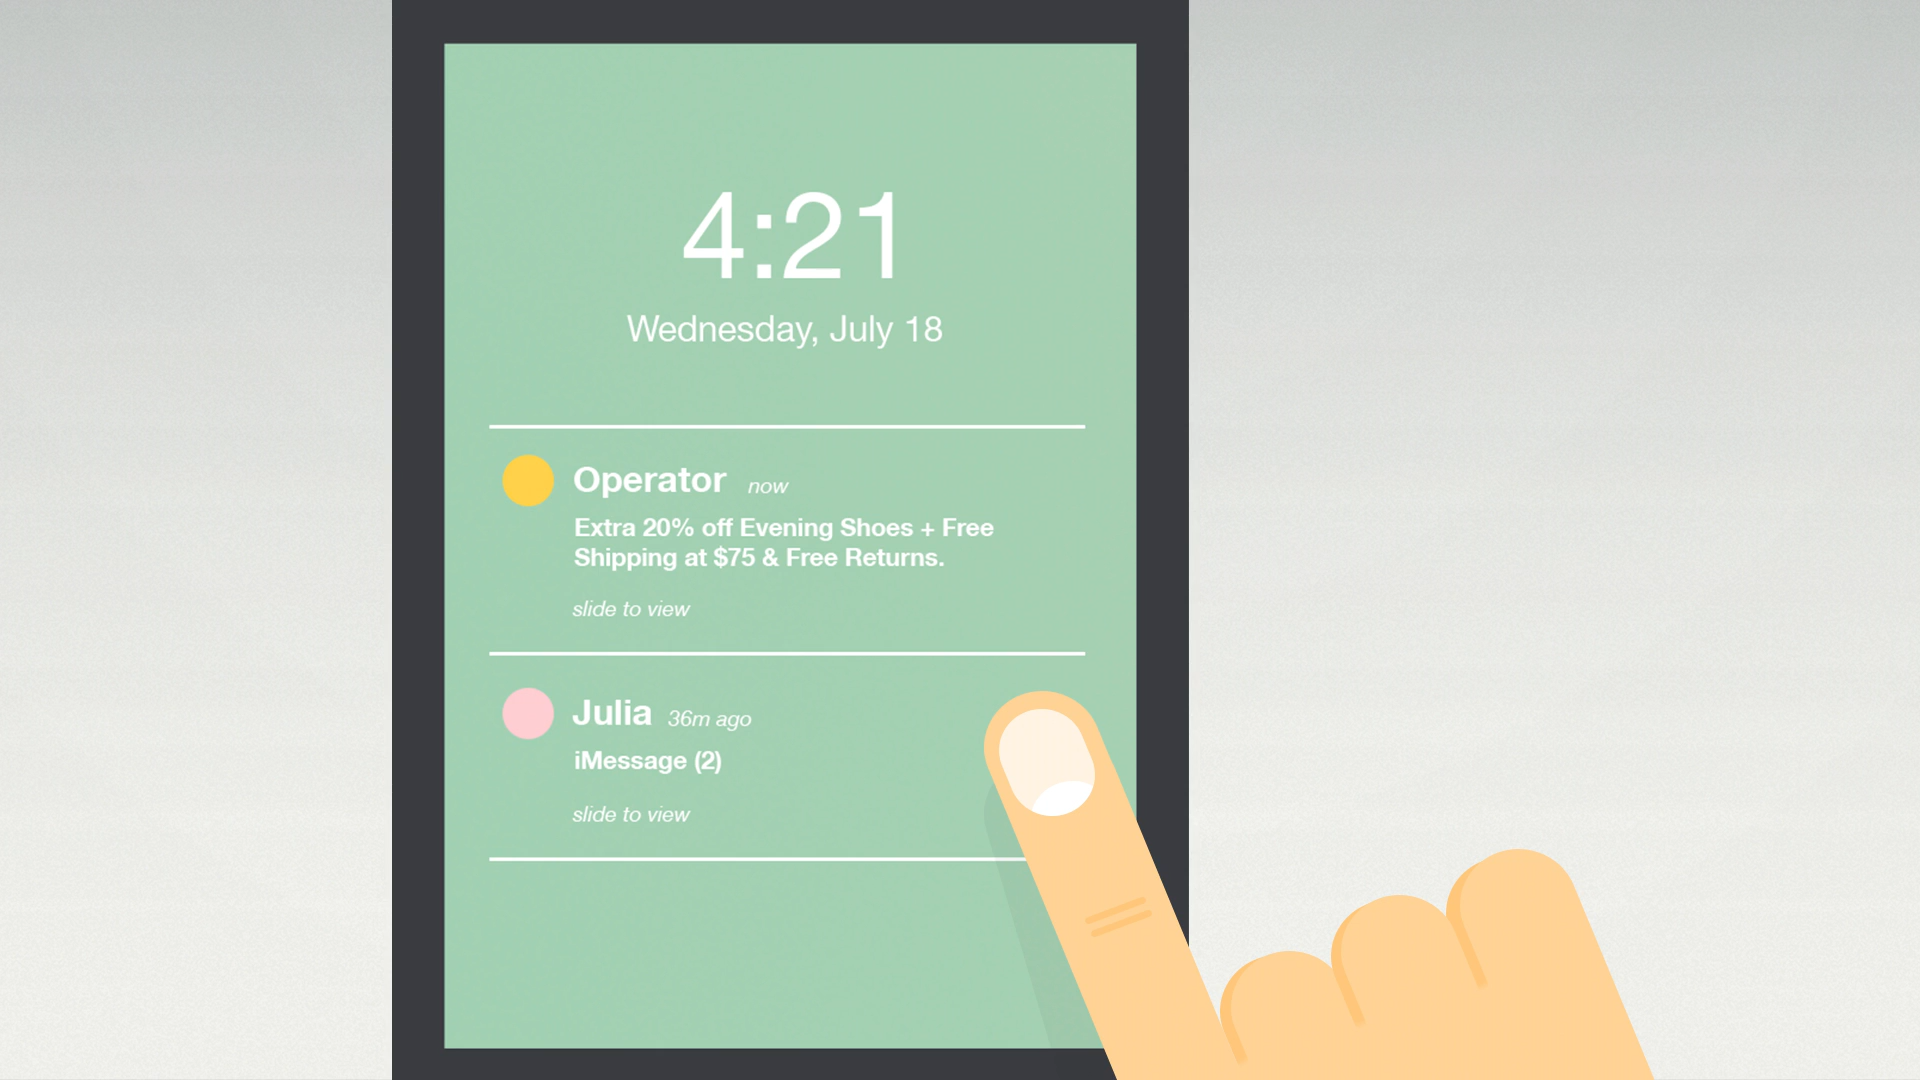 4:21
Wednesday, July 18
Operator now
Extra 20% off Evening Shoes + Free
Shipping at $75 & Free Returns.
slide to view
Julia 36m ago
iMessage (2)
slide to view